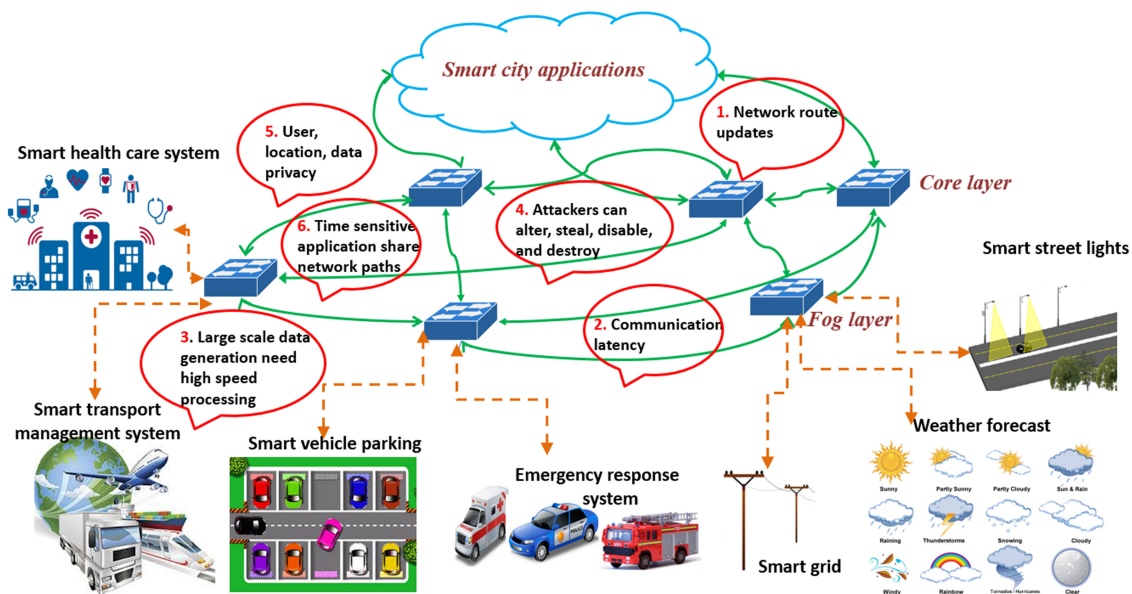 Smart city applications
1. Network route
updates
5. User,
location, data
privacy
Smart health care system
Core layer
4. Attackers can
alter, steal, disable,
and destroy
6. Time sensitive
application share
network paths
Smart street lights
Fog layer
2. Communication
latency
3. Large scale data
generation need
high speed
processing
Smart transport
management system
Smart vehicle parking
Emergency response
system
POLICE
Smart grid
Weather forecast
Sunny
Partly Sunny
Partly Cloudy
Sun & Rain
Raining
Thunderstorms
Snowing
Cloudy
Windy
Rainbow
Tornados / Hurricanes
Clear